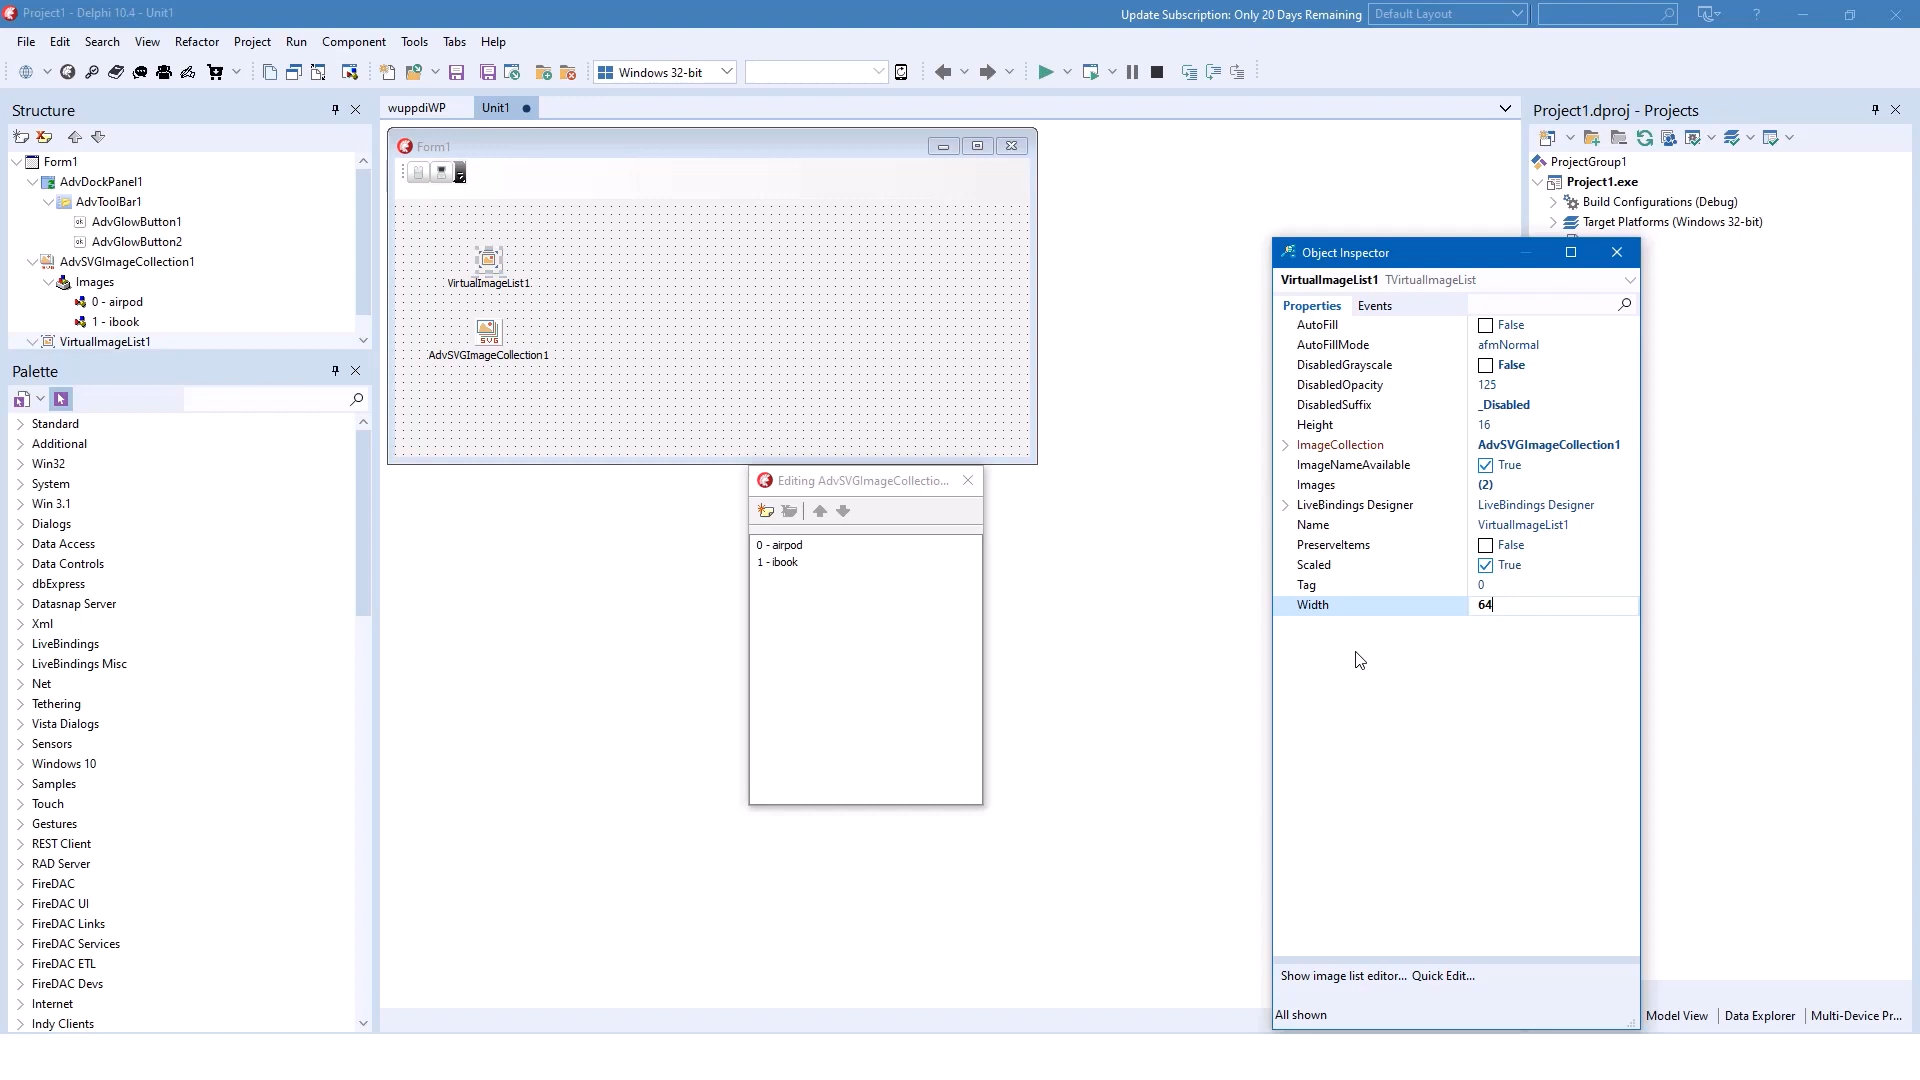 Project1 - Delphi 10.4 - Unit1
Update Subscription: Only 20 Days Remaining
Default Layout
?
File Edit Search View Refactor Project Run Component Tools Tabs Help
Windows 32-bit
Structure
Form1
AdvDockPanel1
AdvToolBar1
AdvGlowButton1
AdvGlowButton2
AdvSVGImageCollection1
Images
0 - airpod
1 - ibook
VirtualImageList1
Palette
Standard
Additional
Win32
System
Win 3.1
Dialogs
Data Access
Data Controls
dbExpress
Datasnap Server
Xml
LiveBindings
LiveBindings Misc
Net
Tethering
Vista Dialogs
Sensors
Windows 10
Samples
Touch
Gestures
REST Client
RAD Server
FireDAC
FireDAC UI
FireDAC Links
FireDAC Services
FireDAC ETL
FireDAC Devs
Internet
Indy Clients
wuppdiWP
Unit1
Form1
VirtualImageList1
SVG
AdvSVGImageCollection1
Editing AdvSVGImageCollectio...
0 - airpod
1 - ibook
Project1.dproj - Projects
ProjectGroup1
Project1.exe
Build Configurations (Debug)
Target Platforms (Windows 32-bit)
Object Inspector
VirtualImageList1 TVirtualImageList
Properties Events
AutoFill False
AutoFillMode afmNormal
DisabledGrayscale False
DisabledOpacity 125
DisabledSuffix _Disabled
Height 16
ImageCollection AdvSVGImageCollection1
ImageNameAvailable True
Images (2)
LiveBindings Designer LiveBindings Designer
Name VirtualImageList1
PreserveItems False
Scaled True
Tag 0
Width 64
Show image list editor... Quick Edit...
All shown
Model View Data Explorer Multi-Device Pr...